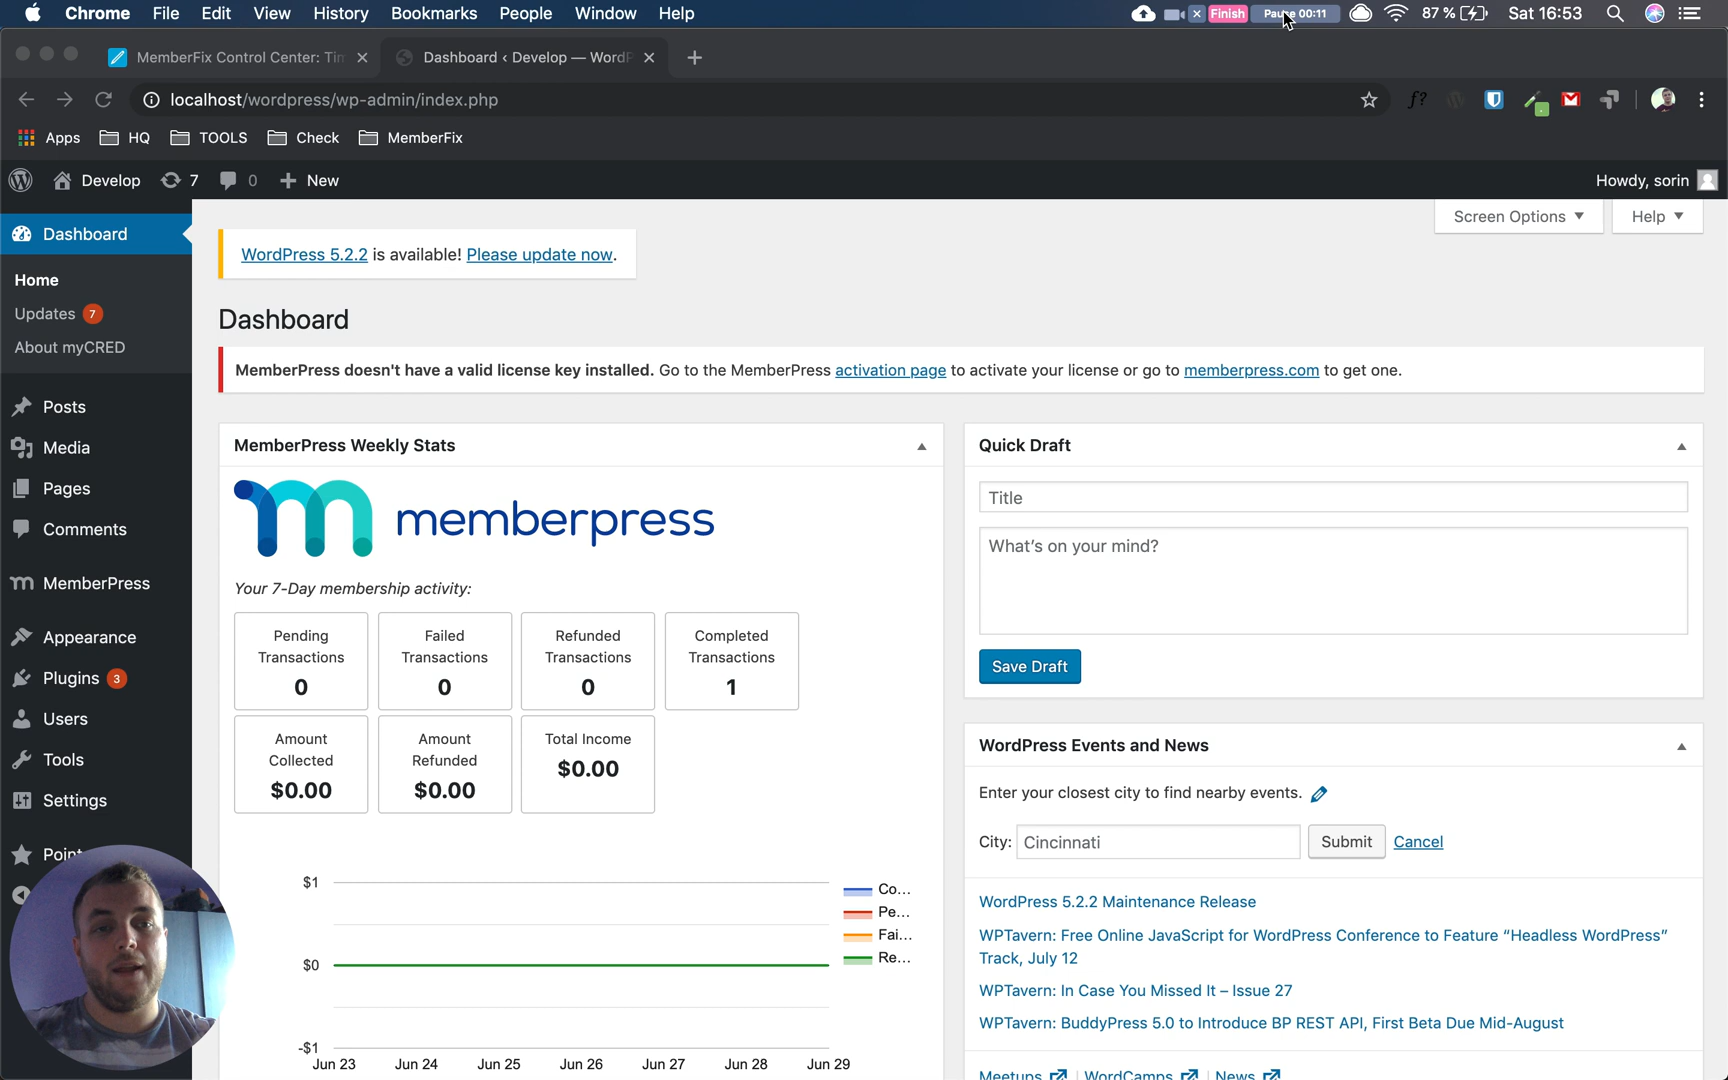 Chrome File Edit View History Bookmarks People Window Help
Finish
87 % Sat 16:53
MemberFix Control Center: Tim
Dashboard ‹ Develop — WordP
localhost/wordpress/wp-admin/index.php
f?
Apps HQ TOOLS Check MemberFix
Develop 7 0 New
Howdy, sorin
Screen Options
Help
Dashboard
Home
Updates 7
About myCRED
Posts
Media
Pages
Comments
MemberPress
Appearance
Plugins 3
Users
Tools
Settings
WordPress 5.2.2 is available! Please update now.
Dashboard
MemberPress doesn't have a valid license key installed. Go to the MemberPress activation page to activate your license or go to memberpress.com to get one.
MemberPress Weekly Stats
memberpress
Your 7-Day membership activity:
Pending Transactions 0
Failed Transactions 0
Refunded Transactions 0
Completed Transactions 1
Amount Collected $0.00
Amount Refunded $0.00
Total Income $0.00
$1
$0
-$1
Jun 23 Jun 24 Jun 25 Jun 26 Jun 27 Jun 28 Jun 29
Co...
Pe...
Fai...
Re...
Quick Draft
Title
What's on your mind?
Save Draft
WordPress Events and News
Enter your closest city to find nearby events.
City: Cincinnati Submit Cancel
WordPress 5.2.2 Maintenance Release
WPTavern: Free Online JavaScript for WordPress Conference to Feature “Headless WordPress”
Track, July 12
WPTavern: In Case You Missed It – Issue 27
WPTavern: BuddyPress 5.0 to Introduce BP REST API, First Beta Due Mid-August
Meetups | WordCamps | News